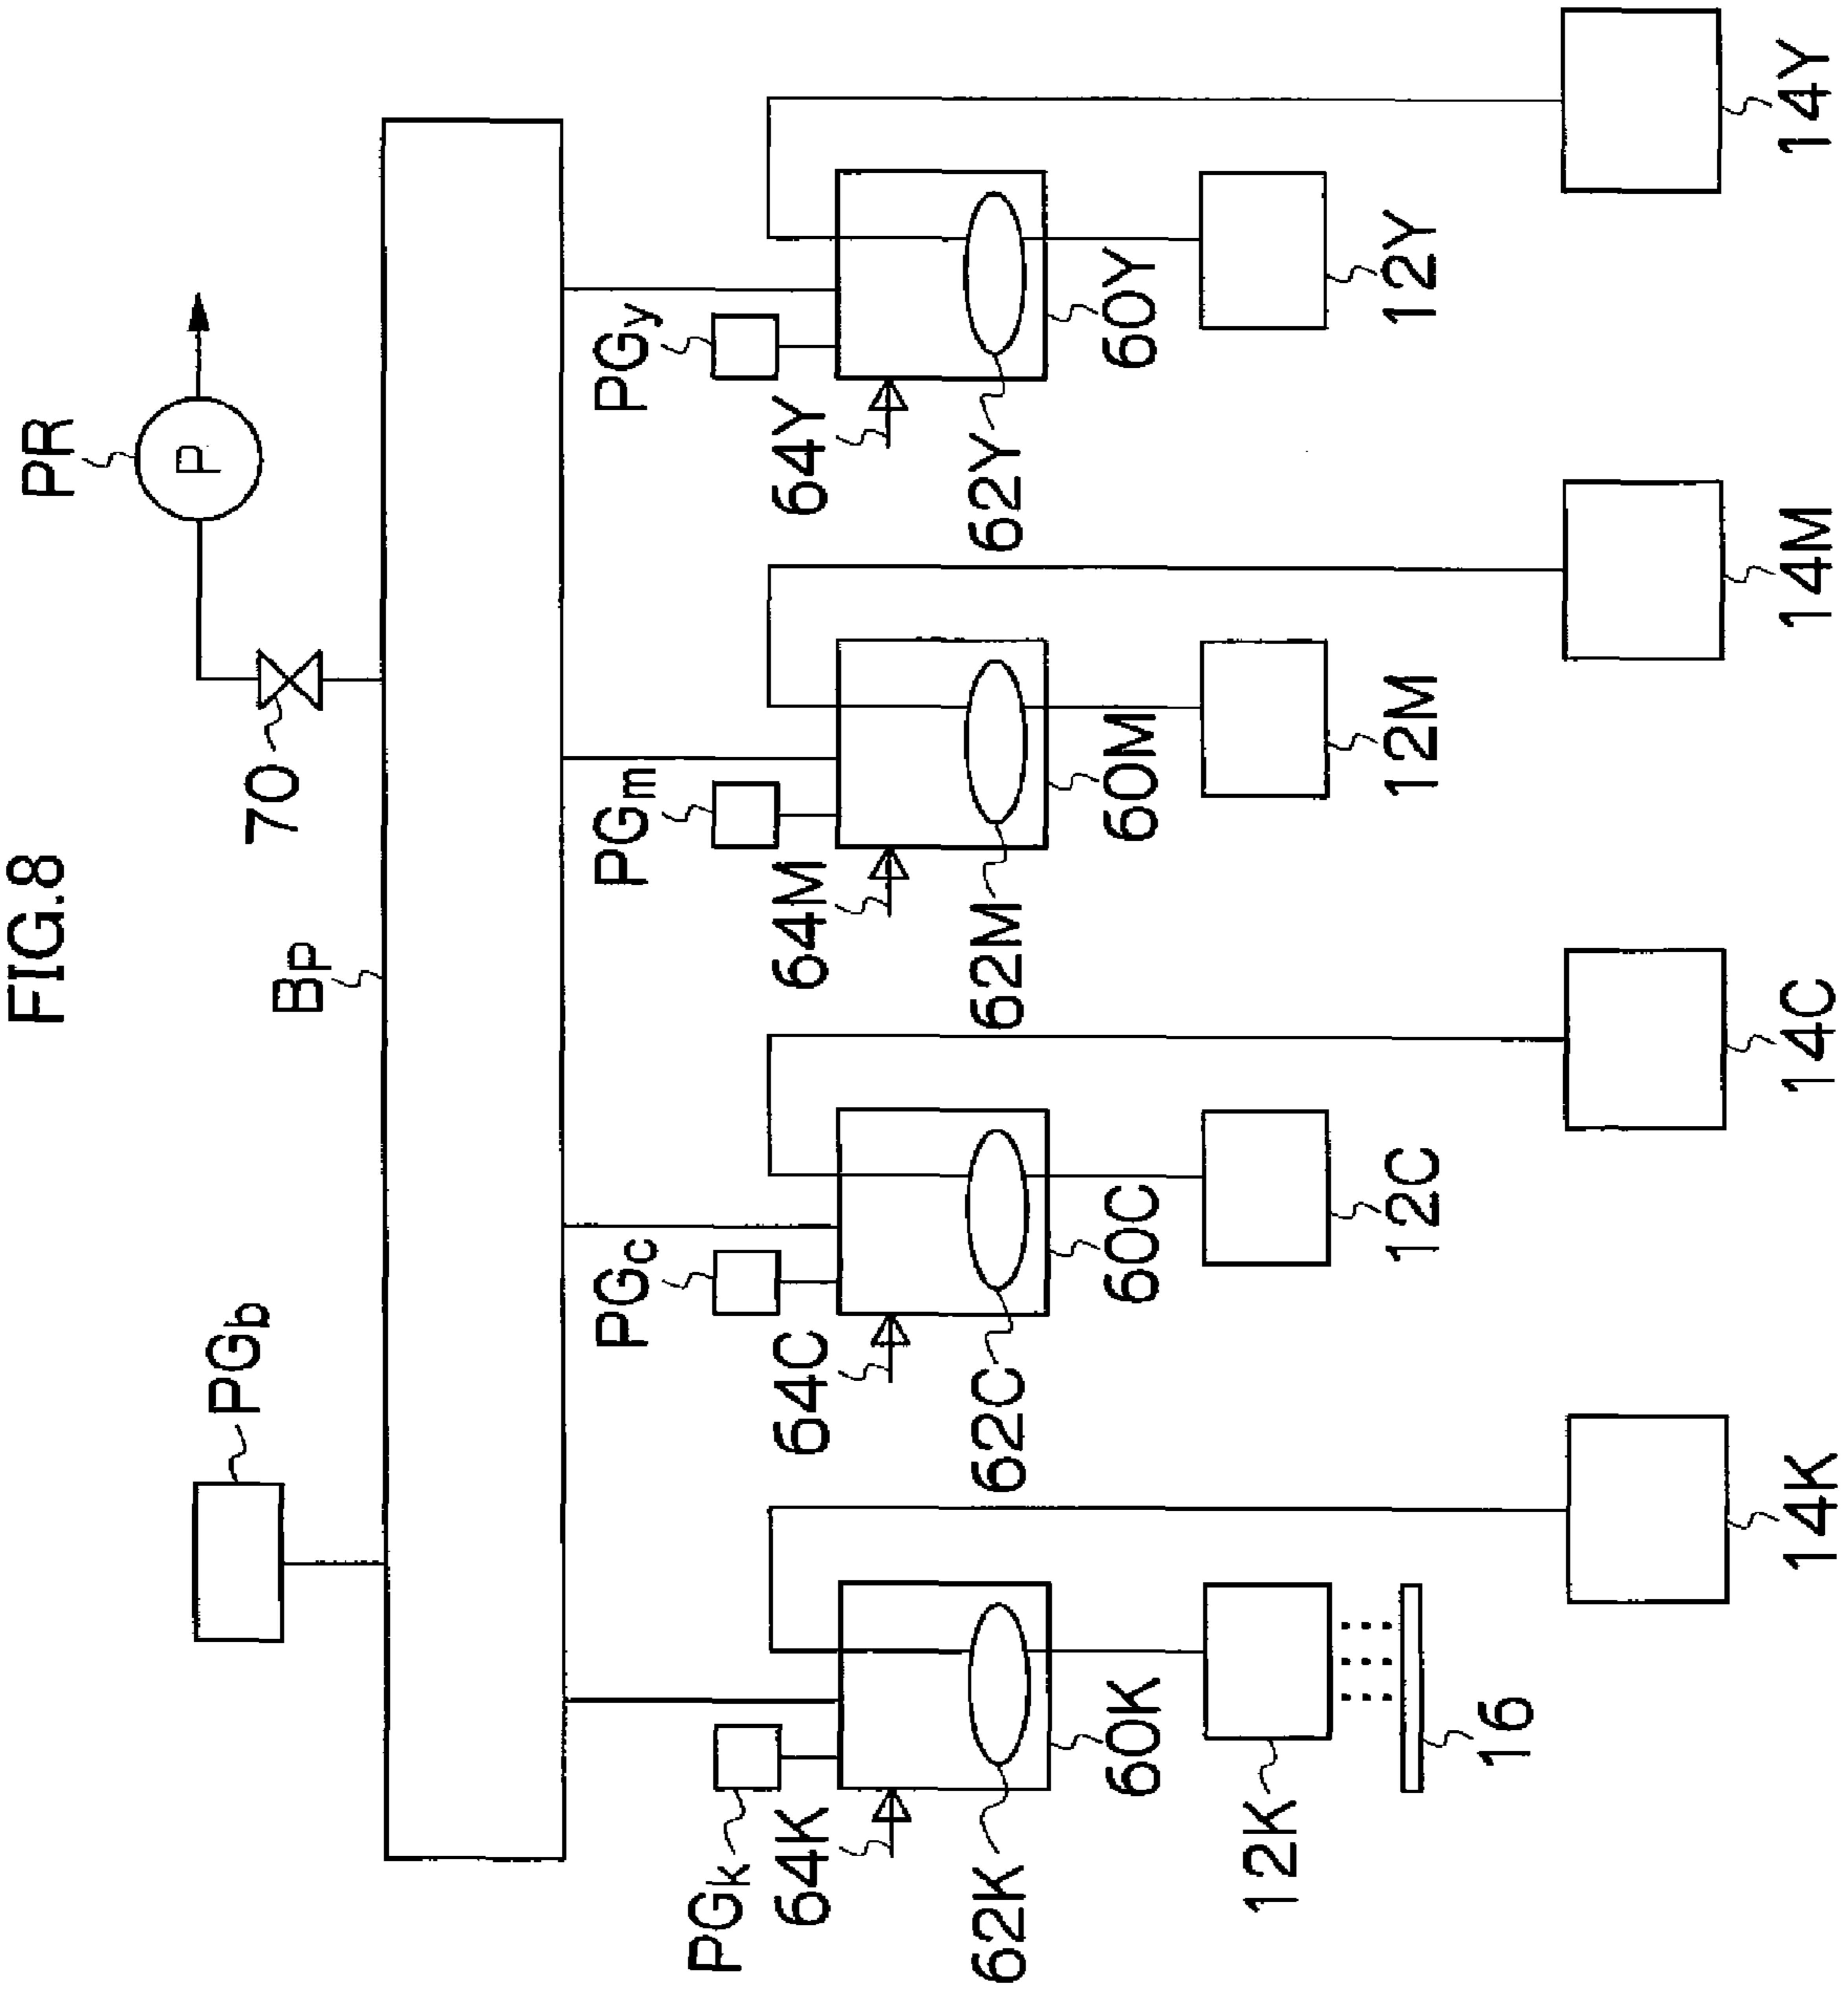 FIG.8
PR
P
PGb
BP
70
PGk
PGc
PGm
PGy
64K
64C
64M
64Y
62K
62C
62M
62Y
60K
60C
60M
60Y
12K
12C
12M
12Y
16
14K
14C
14M
14Y